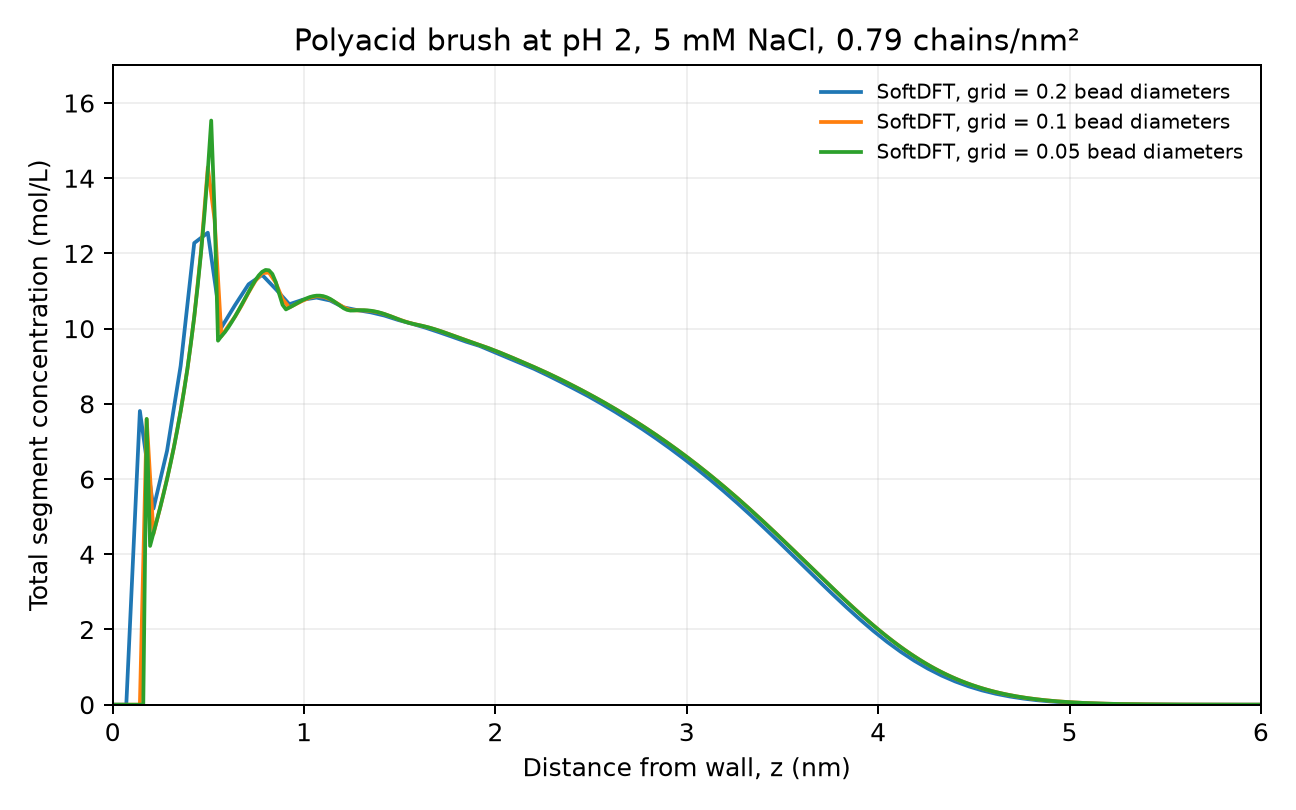 Polyacid brush at pH 2, 5 mM NaCl, 0.79 chains/nm²
SoftDFT, grid = 0.2 bead diameters
SoftDFT, grid = 0.1 bead diameters
SoftDFT, grid = 0.05 bead diameters
Total segment concentration (mol/L)
16
14
12
10
8
6
4
2
0
0 1 2 3 4 5 6
Distance from wall, z (nm)